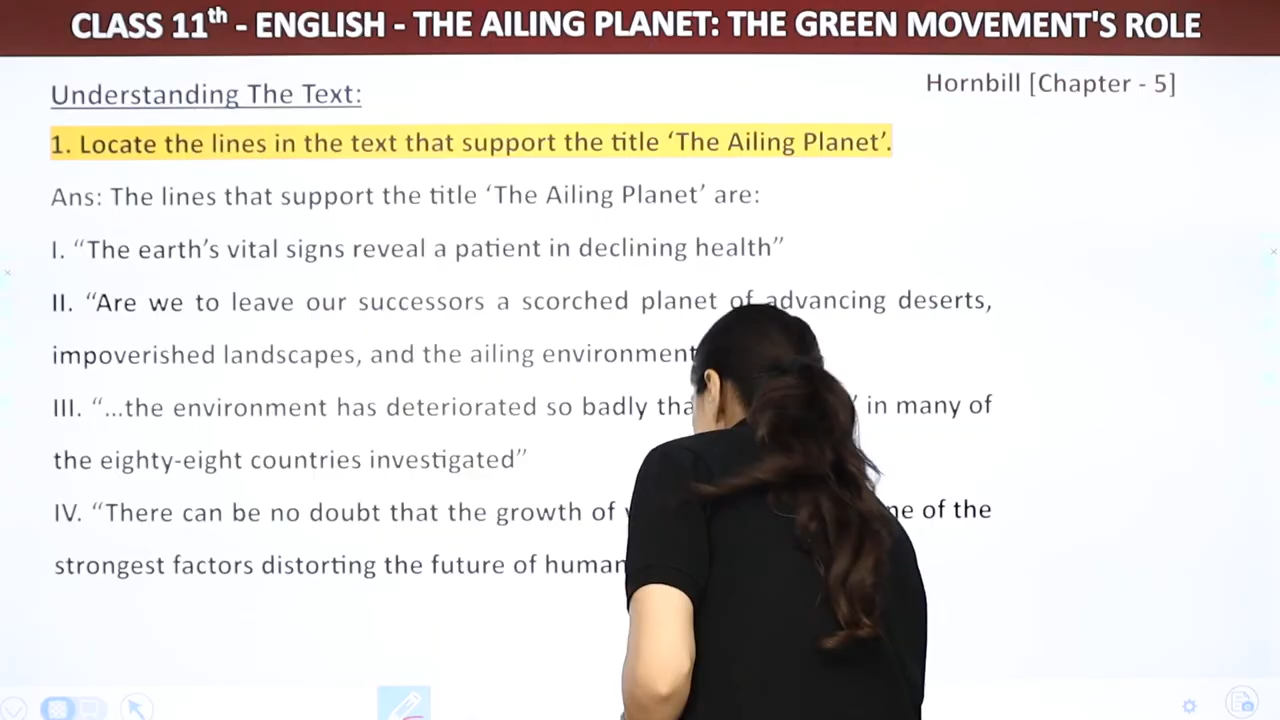 CLASS 11th - ENGLISH - THE AILING PLANET: THE GREEN MOVEMENT'S ROLE
Understanding The Text:
Hornbill [Chapter - 5]
1. Locate the lines in the text that support the title ‘The Ailing Planet’.
Ans: The lines that support the title ‘The Ailing Planet’ are:
I. “The earth’s vital signs reveal a patient in declining health”
II. “Are we to leave our successors a scorched planet of advancing deserts,
impoverished landscapes, and the ailing environment
III. “...the environment has deteriorated so badly in many of
the eighty-eight countries investigated”
IV. “There can be no doubt that the growth of of the
strongest factors distorting the future of human